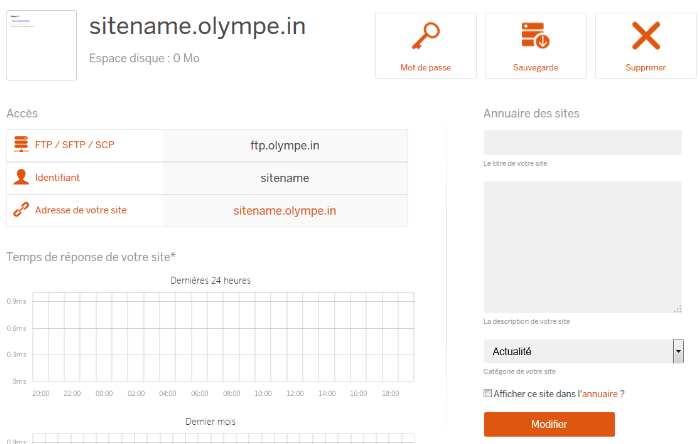 sitename.olympe.in
Espace disque : 0 Mo
Mot de passe
Sauvegarde
Supprimer
Accès
FTP / SFTP / SCP
ftp.olympe.in
Identifiant
sitename
Adresse de votre site
sitename.olympe.in
Temps de réponse de votre site*
Dernières 24 heures
0.9ms
0.6ms
0.3ms
0ms
20:00 22:00 00:00 02:00 04:00 06:00 08:00 10:00 12:00 14:00 16:00 18:00
Dernier mois
0.9ms
Annuaire des sites
Le titre de votre site
La description de votre site
Actualité
Catégorie de votre site
Afficher ce site dans l'annuaire ?
Modifier